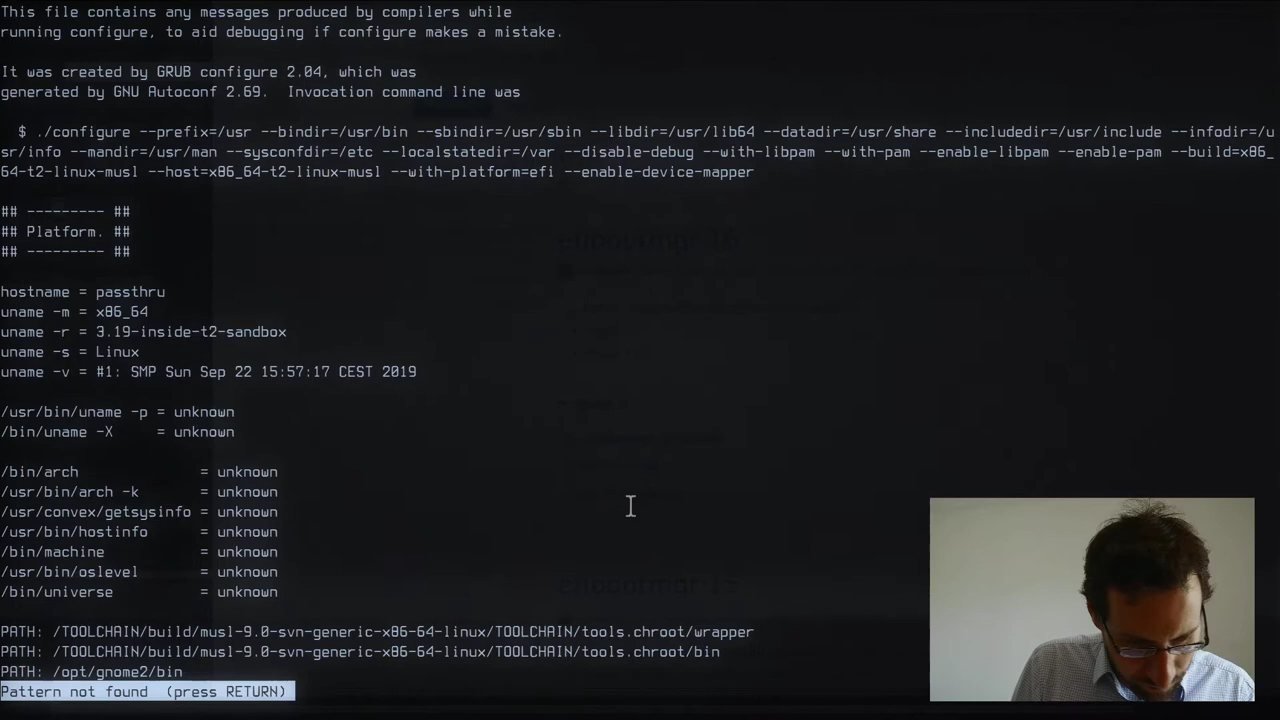 This file contains any messages produced by compilers while
running configure, to aid debugging if configure makes a mistake.
It was created by GRUB configure 2.04, which was
generated by GNU Autoconf 2.69.  Invocation command line was
  $ ./configure --prefix=/usr --bindir=/usr/bin --sbindir=/usr/sbin --libdir=/usr/lib64 --datadir=/usr/share --includedir=/usr/include --infodir=/u
sr/info --mandir=/usr/man --sysconfdir=/etc --localstatedir=/var --disable-debug --with-libpam --with-pam --enable-libpam --enable-pam --build=x86_
64-t2-linux-musl --host=x86_64-t2-linux-musl --with-platform=efi --enable-device-mapper
## --------- ##
## Platform. ##
## --------- ##
hostname = passthru
uname -m = x86_64
uname -r = 3.19-inside-t2-sandbox
uname -s = Linux
uname -v = #1: SMP Sun Sep 22 15:57:17 CEST 2019
/usr/bin/uname -p = unknown
/bin/uname -X     = unknown
/bin/arch              = unknown
/usr/bin/arch -k       = unknown
/usr/convex/getsysinfo = unknown
/usr/bin/hostinfo      = unknown
/bin/machine           = unknown
/usr/bin/oslevel       = unknown
/bin/universe          = unknown
PATH: /TOOLCHAIN/build/musl-9.0-svn-generic-x86-64-linux/TOOLCHAIN/tools.chroot/wrapper
PATH: /TOOLCHAIN/build/musl-9.0-svn-generic-x86-64-linux/TOOLCHAIN/tools.chroot/bin
PATH: /opt/gnome2/bin
Pattern not found  (press RETURN)